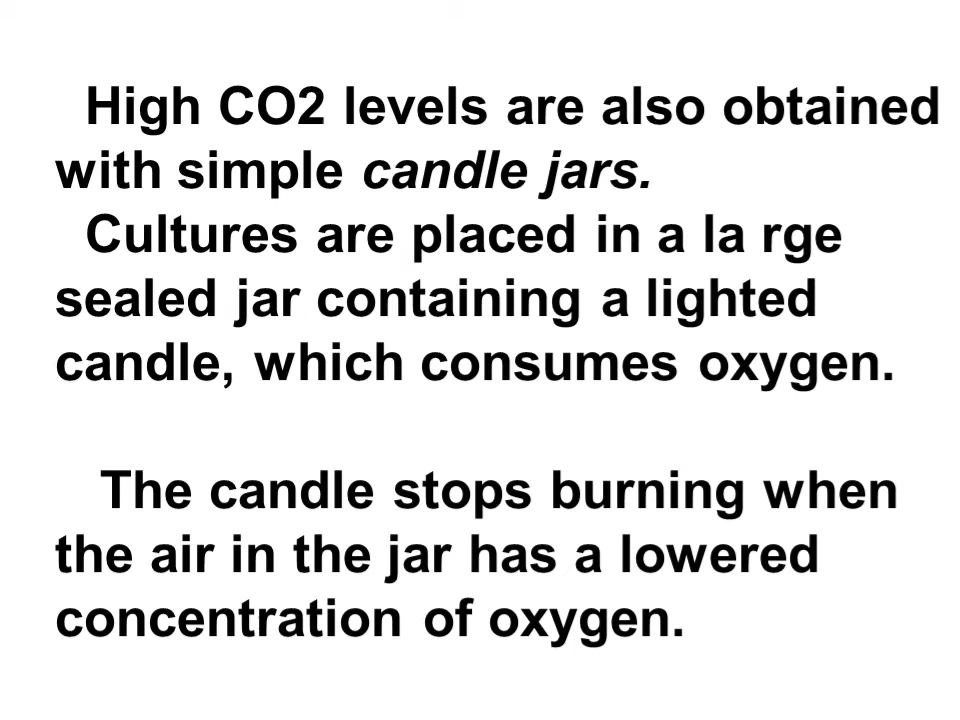 High CO2 levels are also obtained
with simple candle jars.
Cultures are placed in a la rge
sealed jar containing a lighted
candle, which consumes oxygen.
The candle stops burning when
the air in the jar has a lowered
concentration of oxygen.